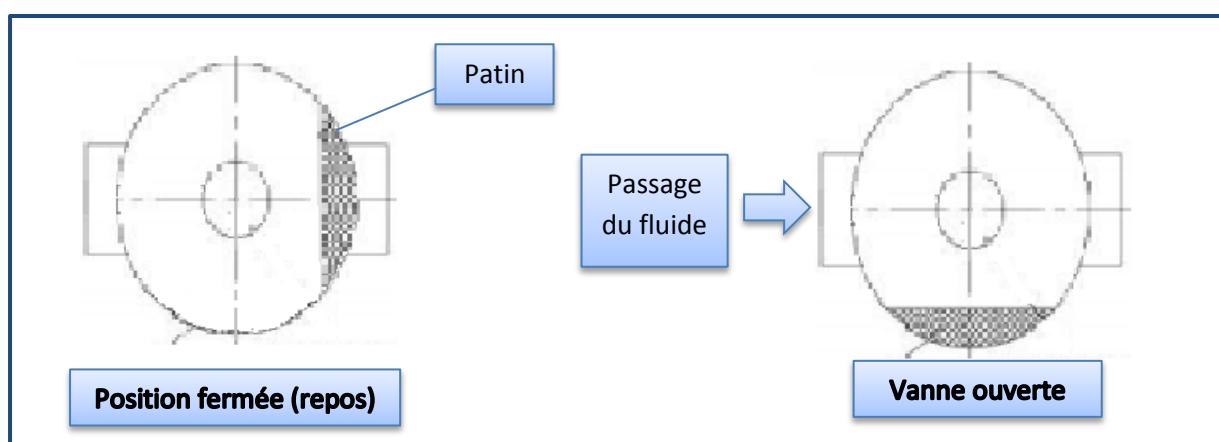 Patin
Passage
du fluide
Position fermée (repos)
Vanne ouverte